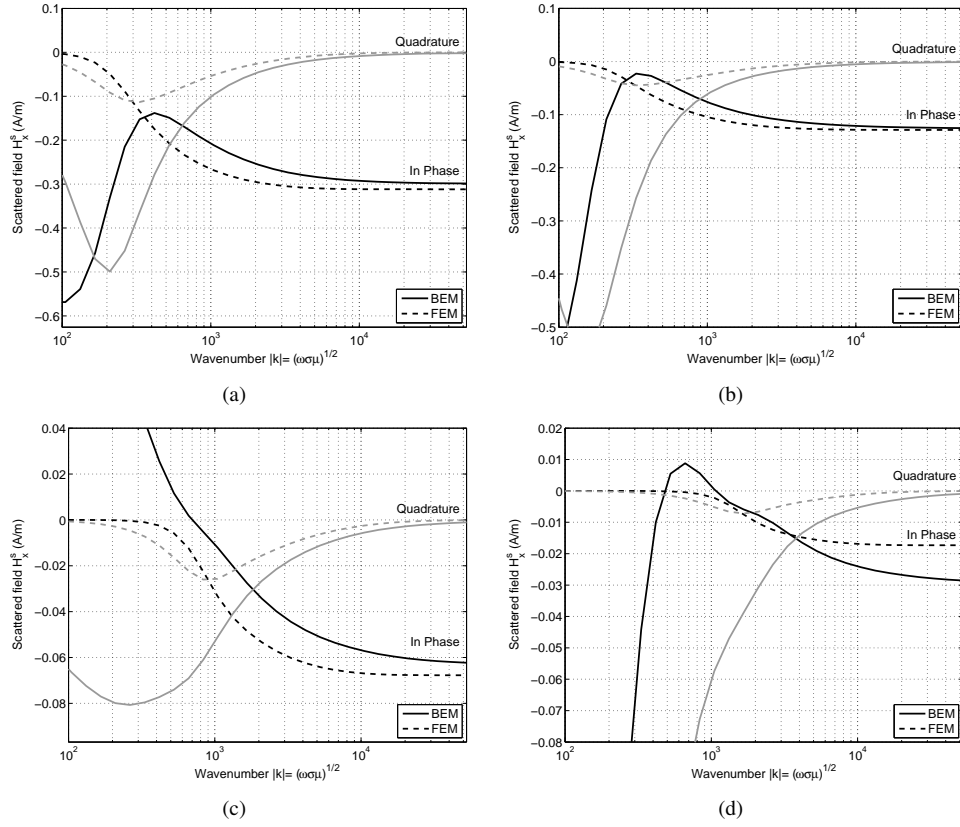 0.1
0
−0.1
−0.2
−0.3
−0.4
−0.5
−0.6
Scattered field H_x^s (A/m)
Quadrature
In Phase
BEM
FEM
10^2 10^3 10^4
Wavenumber |k|= (ωσμ)^1/2
(a)
0.1
0
−0.1
−0.2
−0.3
−0.4
−0.5
Scattered field H_x^s (A/m)
Quadrature
In Phase
BEM
FEM
10^2 10^3 10^4
Wavenumber |k|= (ωσμ)^1/2
(b)
0.04
0.02
0
−0.02
−0.04
−0.06
−0.08
Scattered field H_x^s (A/m)
Quadrature
In Phase
BEM
FEM
10^2 10^3 10^4
Wavenumber |k|= (ωσμ)^1/2
(c)
0.02
0.01
0
−0.01
−0.02
−0.03
−0.04
−0.05
−0.06
−0.07
−0.08
Scattered field H_x^s (A/m)
Quadrature
In Phase
BEM
FEM
10^2 10^3 10^4
Wavenumber |k|= (ωσμ)^1/2
(d)